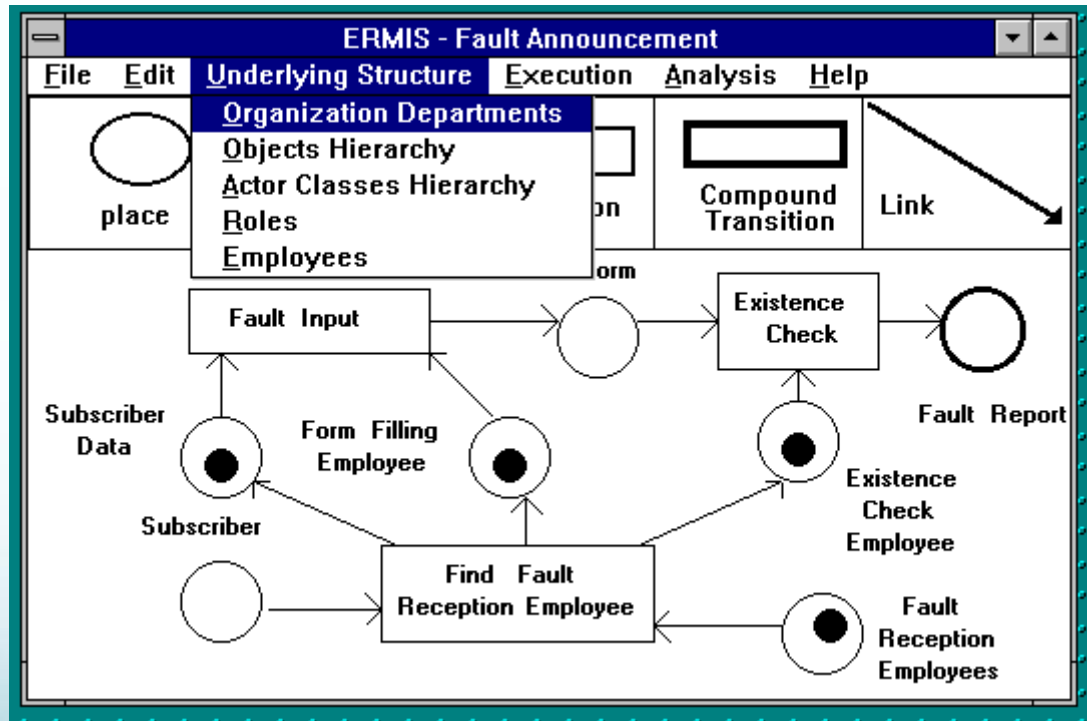 ERMIS - Fault Announcement
File Edit Underlying Structure Execution Analysis Help
Organization Departments
Objects Hierarchy
Actor Classes Hierarchy
Roles
Employees
place
Compound
Transition
Link
Fault Input
Existence
Check
Subscriber
Data
Form Filling
Employee
Fault Report
Existence
Check
Employee
Subscriber
Find Fault
Reception Employee
Fault
Reception
Employees